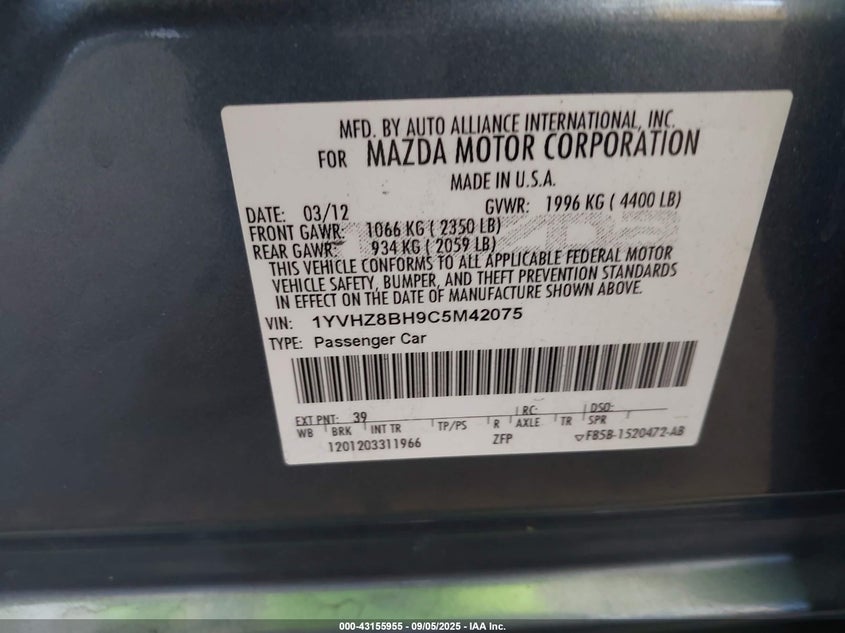 MFD. BY AUTO ALLIANCE INTERNATIONAL, INC.
FOR MAZDA MOTOR CORPORATION
MADE IN U.S.A.
DATE: 03/12 GVWR: 1996 KG ( 4400 LB)
FRONT GAWR: 1066 KG ( 2350 LB)
REAR GAWR: 934 KG ( 2059 LB)
THIS VEHICLE CONFORMS TO ALL APPLICABLE FEDERAL MOTOR
VEHICLE SAFETY, BUMPER, AND THEFT PREVENTION STANDARDS
IN EFFECT ON THE DATE OF MANUFACTURE SHOWN ABOVE.
VIN: 1YVHZ8BH9C5M42075
TYPE: Passenger Car
EXT PNT: 39 RC: DSO:
WB BRK INT TR TP/PS R AXLE TR SPR
1201203311966 ZFP ▽F85B-1520472-AB
000-43155955 - 09/05/2025 - IAA Inc.